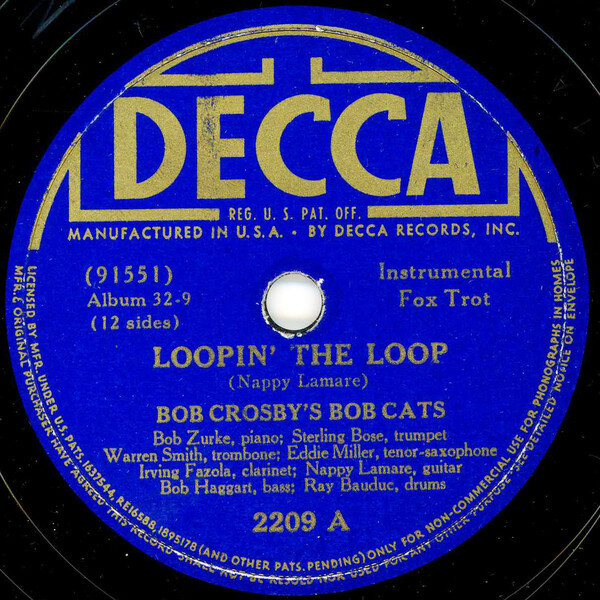 DECCA
REG. U. S. PAT. OFF.
MANUFACTURED IN U.S.A. • BY DECCA RECORDS, INC.
(91551)
Album 32-9
(12 sides)
Instrumental
Fox Trot
LOOPIN' THE LOOP
(Nappy Lamare)
BOB CROSBY'S BOB CATS
Bob Zurke, piano; Sterling Bose, trumpet
Warren Smith, trombone; Eddie Miller, tenor-saxophone
Irving Fazola, clarinet; Nappy Lamare, guitar
Bob Haggart, bass; Ray Bauduc, drums
2209 A
LICENSED BY MFR. UNDER U.S. PATS. 1637544, RE16588, 1895178 (AND OTHER PATS. PENDING) ONLY FOR NON-COMMERCIAL USE FOR PHONOGRAPHS IN HOMES
MFR. & ORIGINAL PURCHASER HAVE AGREED THIS RECORD SHALL NOT BE RESOLD NOR USED FOR ANY OTHER PURPOSE. SEE DETAILED NOTICE ON ENVELOPE